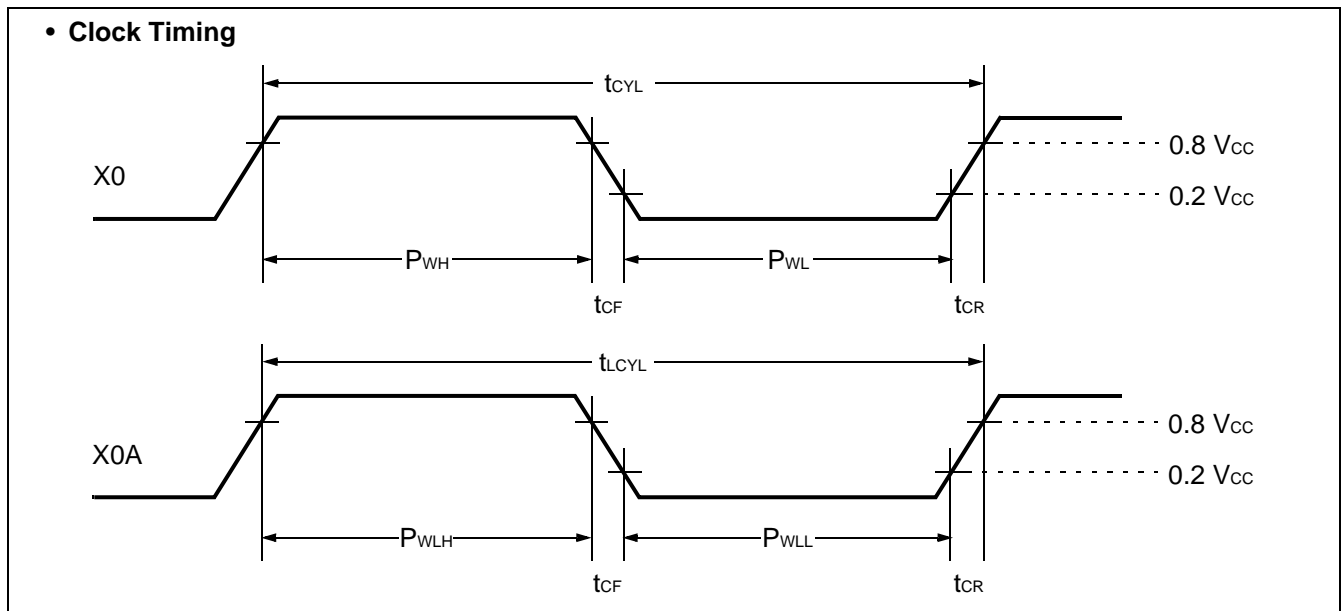 • Clock Timing
tCYL
0.8 VCC
X0
0.2 VCC
PWH
PWL
tCF
tCR
tLCYL
0.8 VCC
X0A
0.2 VCC
PWLH
PWLL
tCF
tCR